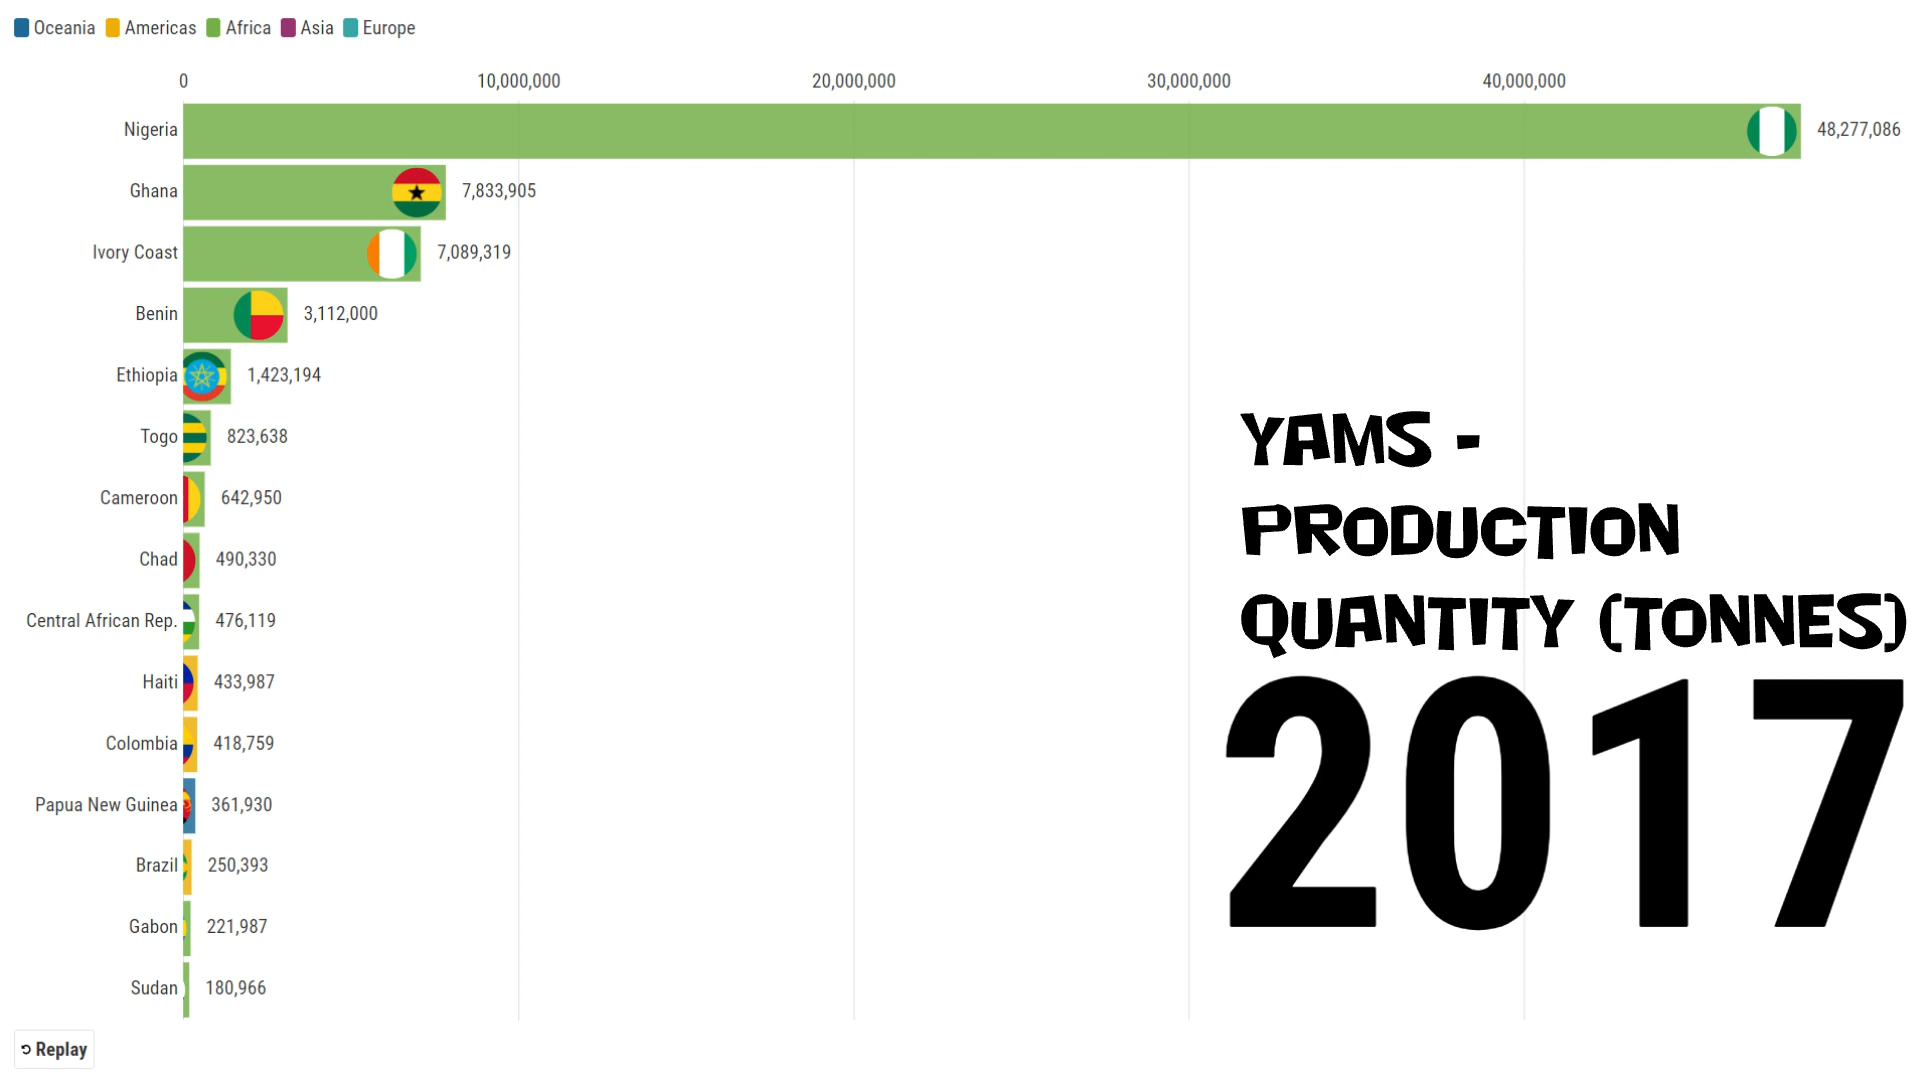 Oceania Americas Africa Asia Europe
0 10,000,000 20,000,000 30,000,000 40,000,000
Nigeria 48,277,086
Ghana 7,833,905
Ivory Coast 7,089,319
Benin 3,112,000
Ethiopia 1,423,194
Togo 823,638
Cameroon 642,950
Chad 490,330
Central African Rep. 476,119
Haiti 433,987
Colombia 418,759
Papua New Guinea 361,930
Brazil 250,393
Gabon 221,987
Sudan 180,966
YAMS -
PRODUCTION
QUANTITY (TONNES)
2017
Replay